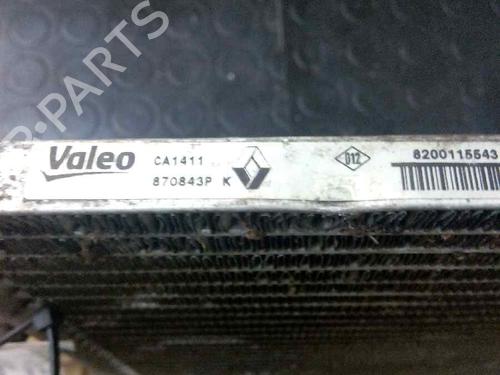 Valeo
CA1411
870843P K
D12
8200115543
-PARTS